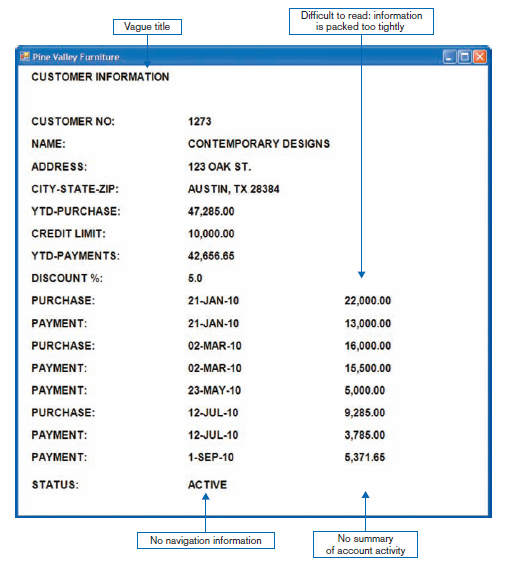 Vague title
Difficult to read: information
is packed too tightly
Pine Valley Furniture
CUSTOMER INFORMATION
CUSTOMER NO: 1273
NAME: CONTEMPORARY DESIGNS
ADDRESS: 123 OAK ST.
CITY-STATE-ZIP: AUSTIN, TX 28384
YTD-PURCHASE: 47,285.00
CREDIT LIMIT: 10,000.00
YTD-PAYMENTS: 42,656.65
DISCOUNT %: 5.0
PURCHASE: 21-JAN-10 22,000.00
PAYMENT: 21-JAN-10 13,000.00
PURCHASE: 02-MAR-10 16,000.00
PAYMENT: 02-MAR-10 15,500.00
PAYMENT: 23-MAY-10 5,000.00
PURCHASE: 12-JUL-10 9,285.00
PAYMENT: 12-JUL-10 3,785.00
PAYMENT: 1-SEP-10 5,371.65
STATUS: ACTIVE
No navigation information
No summary
of account activity